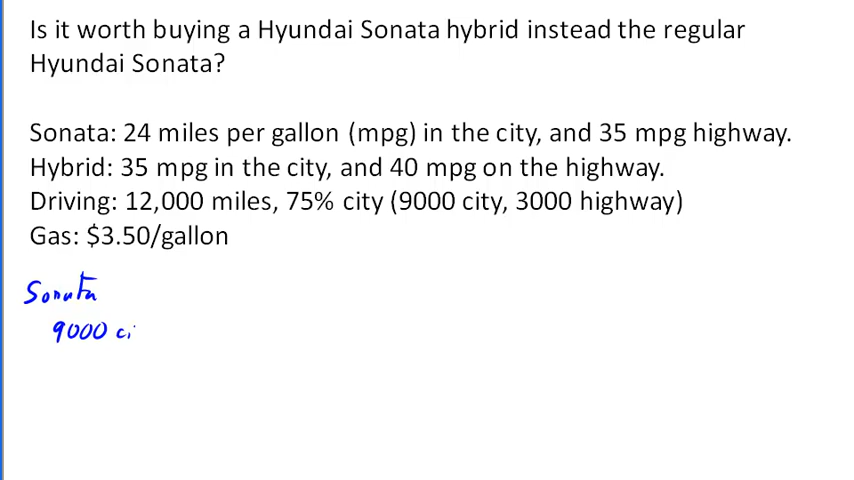 Is it worth buying a Hyundai Sonata hybrid instead the regular
Hyundai Sonata?
Sonata: 24 miles per gallon (mpg) in the city, and 35 mpg highway.
Hybrid: 35 mpg in the city, and 40 mpg on the highway.
Driving: 12,000 miles, 75% city (9000 city, 3000 highway)
Gas: $3.50/gallon
Sonata
9000 ci